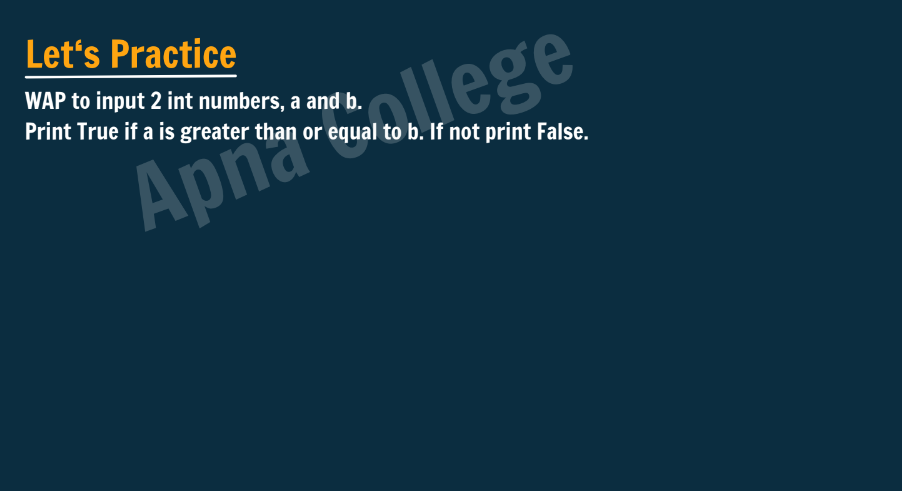 Let‘s Practice
WAP to input 2 int numbers, a and b.
Print True if a is greater than or equal to b. If not print False.
Apna College